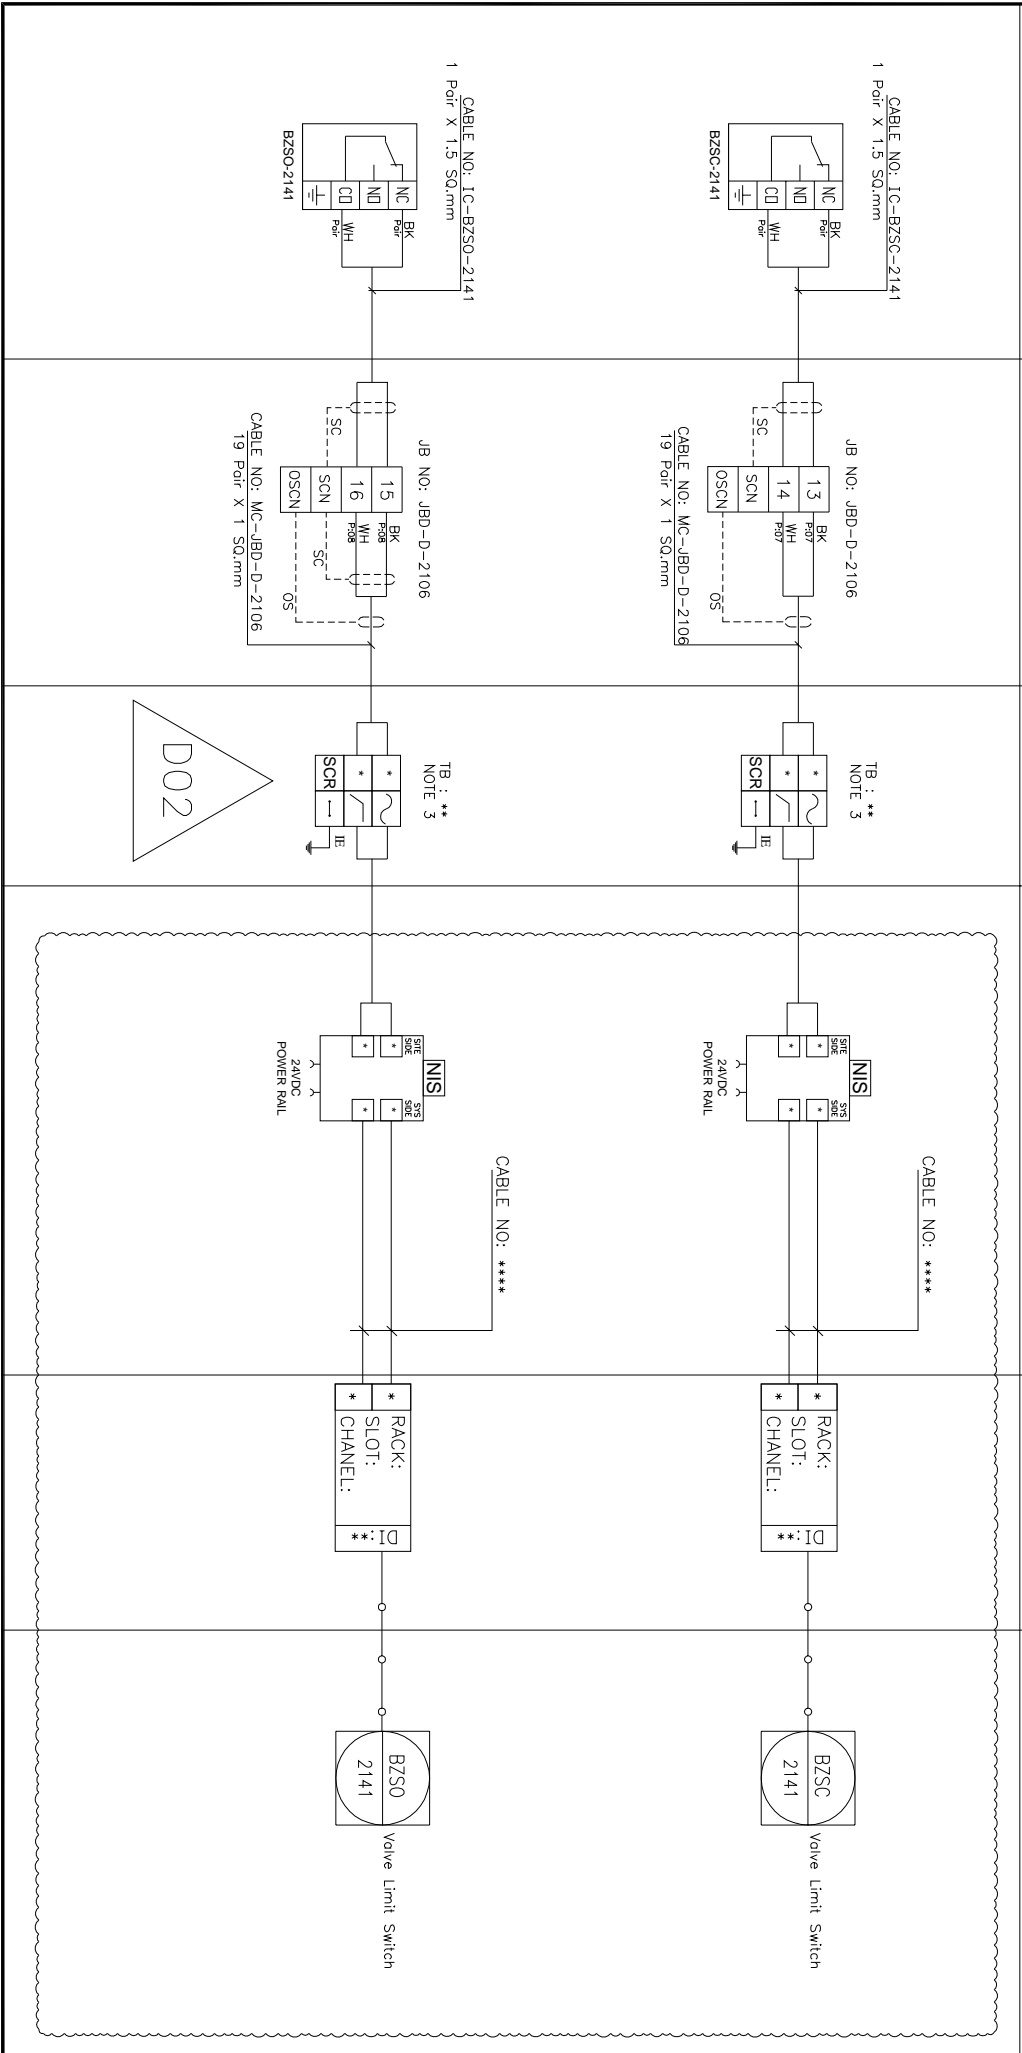 CABLE NO: IC-BZSC-2141
1 Pair X 1.5 SQ.mm
NC
NO
CO
BK
Pair
WH
Pair
BZSC-2141
JB NO: JBD-D-2106
13
14
SCN
OSCN
SC
BK
P:07
WH
P:07
OS
CABLE NO: MC-JBD-D-2106
19 Pair X 1 SQ.mm
TB : **
NOTE 3
*
*
SCR
IE
NIS
SITE
SIDE
SYS
SIDE
*
*
*
*
24VDC
POWER RAIL
CABLE NO: ****
*
*
RACK:
SLOT:
CHANEL:
DI:**
BZSC
2141
Valve Limit Switch
CABLE NO: IC-BZSO-2141
1 Pair X 1.5 SQ.mm
NC
NO
CO
BK
Pair
WH
Pair
BZSO-2141
JB NO: JBD-D-2106
15
16
SCN
OSCN
SC
BK
P:08
WH
P:08
SC
OS
CABLE NO: MC-JBD-D-2106
19 Pair X 1 SQ.mm
TB : **
NOTE 3
*
*
SCR
IE
D02
NIS
SITE
SIDE
SYS
SIDE
*
*
*
*
24VDC
POWER RAIL
CABLE NO: ****
*
*
RACK:
SLOT:
CHANEL:
DI:**
BZSO
2141
Valve Limit Switch